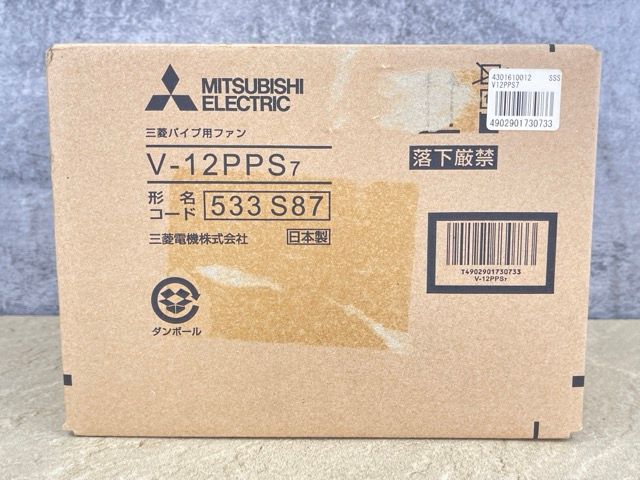 MITSUBISHI
ELECTRIC
三菱パイプ用ファン
V-12PPS7
形名
コード
533 S87
三菱電機株式会社
日本製
ダンボール
4301610012 SSS
V12PPS7
4902901730733
落下厳禁
T4902901730733
V-12PPS7